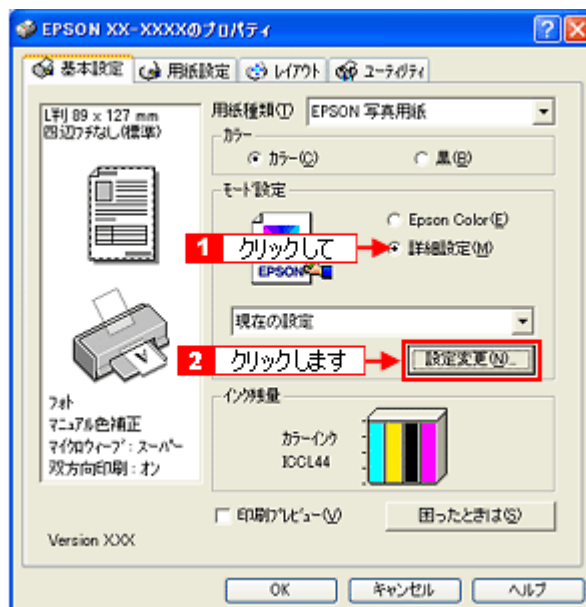 EPSON XX-XXXXのプロパティ
基本設定 用紙設定 レイアウト ユーティリティ
L判 89 x 127 mm
四辺フチなし(標準)
用紙種類(T) EPSON 写真用紙
カラー
カラー(C) 黒(B)
モード設定
Epson Color(E)
1 クリックして 詳細設定(M)
EPSON
現在の設定
2 クリックします 設定変更(N)...
フォト
マニュアル色補正
マイクロウィーブ:スーパー
双方向印刷:オン
インク残量
カラーインク
ICCL44
印刷プレビュー(V) 困ったときは(S)
Version XXX
OK キャンセル ヘルプ